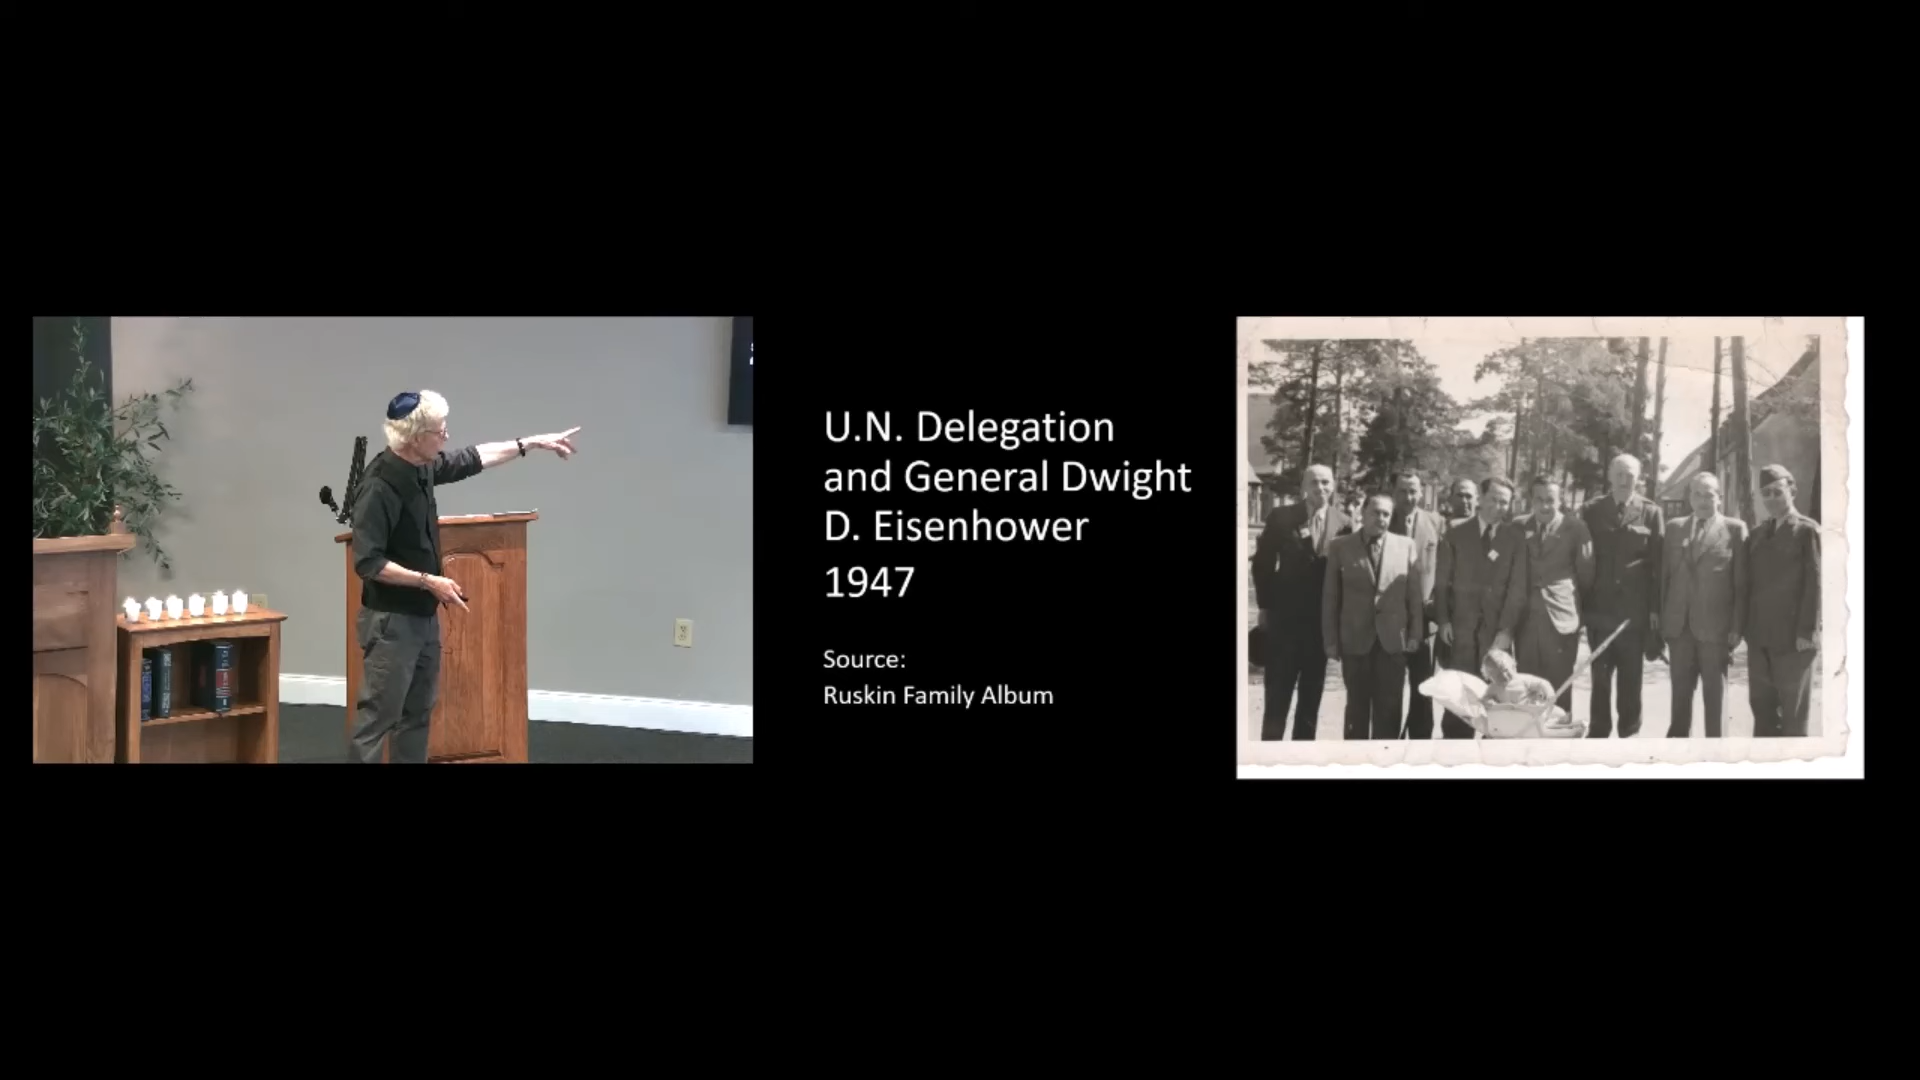 U.N. Delegation
and General Dwight
D. Eisenhower
1947
Source:
Ruskin Family Album